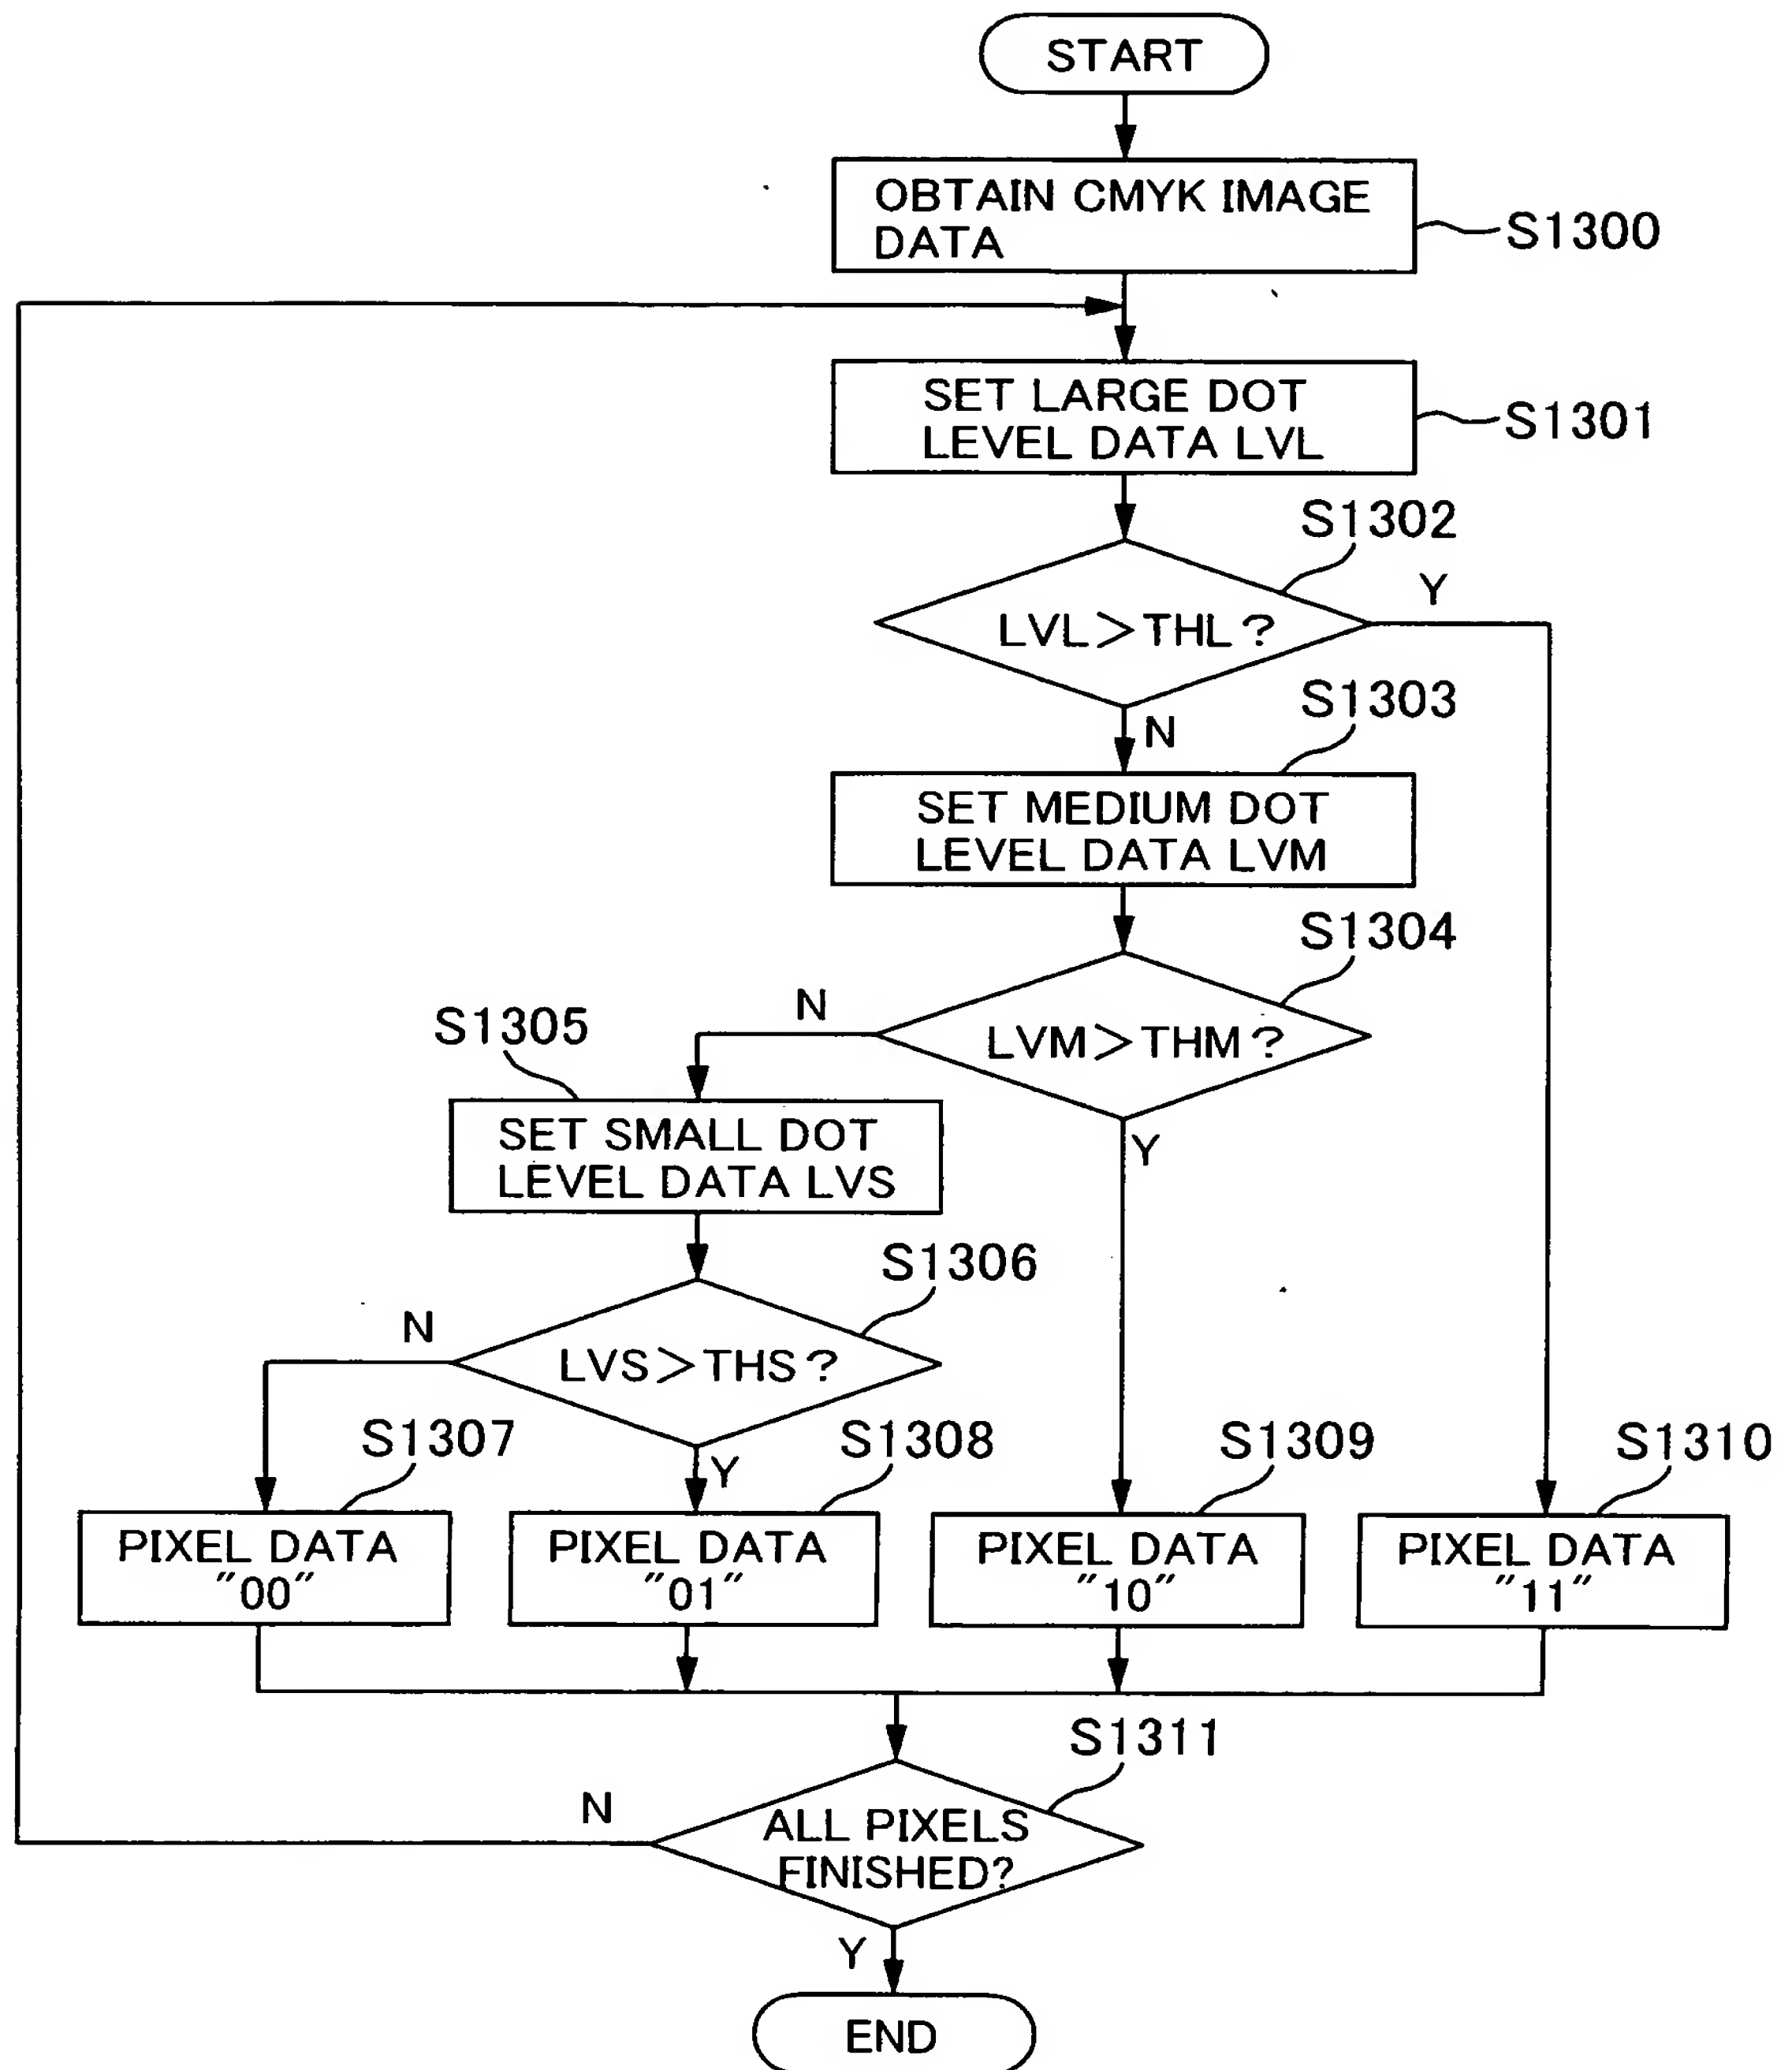 START
OBTAIN CMYK IMAGE
DATA
S1300
SET LARGE DOT
LEVEL DATA LVL
S1301
S1302
LVL>THL?
Y
N
S1303
SET MEDIUM DOT
LEVEL DATA LVM
S1304
LVM>THM?
N
Y
S1305
SET SMALL DOT
LEVEL DATA LVS
S1306
LVS>THS?
N
Y
S1307
PIXEL DATA
"00"
S1308
PIXEL DATA
"01"
S1309
PIXEL DATA
"10"
S1310
PIXEL DATA
"11"
S1311
ALL PIXELS
FINISHED?
N
Y
END